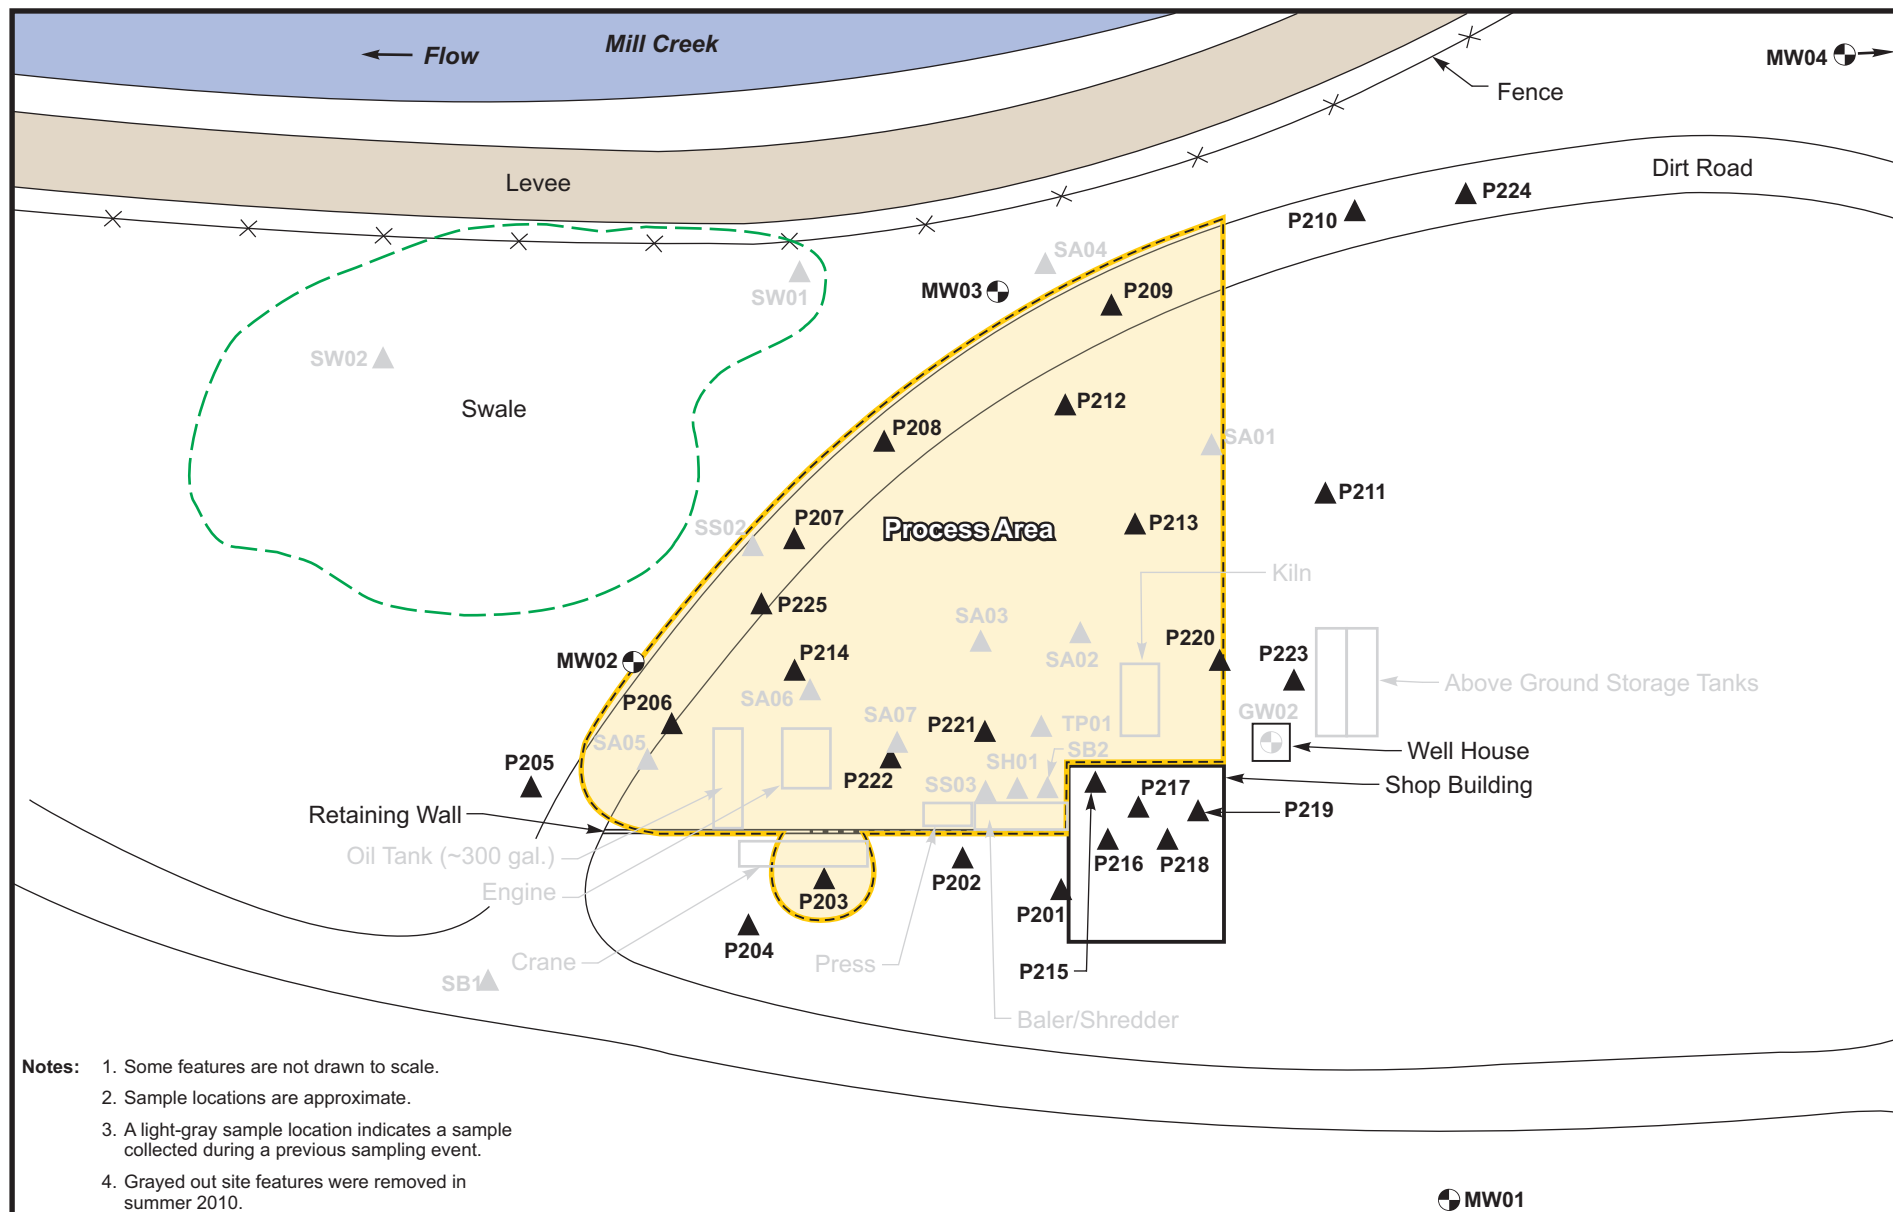 Mill Creek
Flow
MW04
Fence
Levee
Dirt Road
P224
P210
SA04
SW01
MW03
P209
SW02
Swale
P212
P208
SA01
P211
SS02
P207
Process Area
P213
Kiln
P225
SA03
SA02
P220
MW02
P214
P223
SA06
Above Ground Storage Tanks
P206
SA07
P221
TP01
GW02
SA05
SB2
Well House
P205
P222
SH01
SS03
Shop Building
P217
P219
Retaining Wall
Oil Tank (~300 gal.)
P216
P218
Engine
P203
P202
P201
P204
Crane
Press
P215
SB1
Baler/Shredder
Notes: 1. Some features are not drawn to scale.
2. Sample locations are approximate.
3. A light-gray sample location indicates a sample
collected during a previous sampling event.
4. Grayed out site features were removed in
summer 2010.
MW01